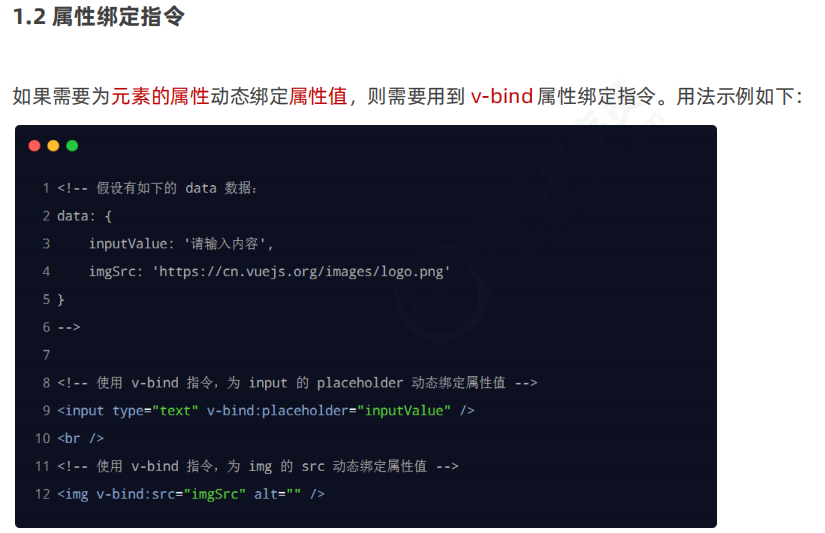 1.2 属性绑定指令
如果需要为元素的属性动态绑定属性值，则需要用到 v-bind 属性绑定指令。用法示例如下：
1 <!-- 假设有如下的 data 数据：
2 data: {
3     inputValue: '请输入内容',
4     imgSrc: 'https://cn.vuejs.org/images/logo.png'
5 }
6 -->
7
8 <!-- 使用 v-bind 指令，为 input 的 placeholder 动态绑定属性值 -->
9 <input type="text" v-bind:placeholder="inputValue" />
10 <br />
11 <!-- 使用 v-bind 指令，为 img 的 src 动态绑定属性值 -->
12 <img v-bind:src="imgSrc" alt="" />